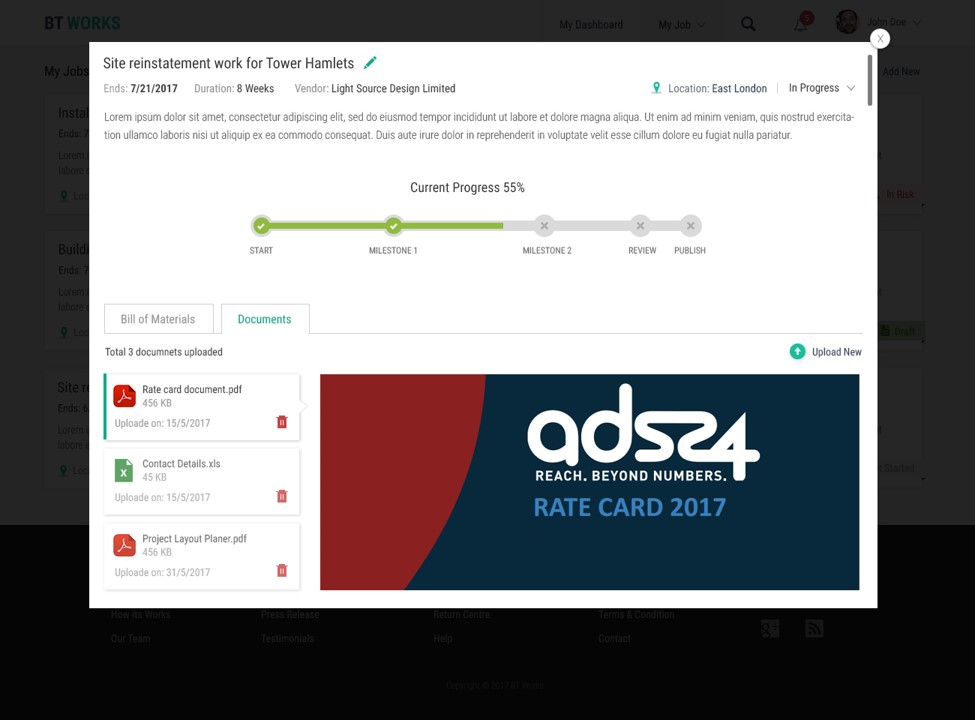 BT WORKS
My Dashboard
My Job
5
John Doe
My Jobs
Add New
X
Site reinstatement work for Tower Hamlets
Ends: 7/21/2017 Duration: 8 Weeks Vendor: Light Source Design Limited
Location: East London
In Progress
Lorem ipsum dolor sit amet, consectetur adipiscing elit, sed do eiusmod tempor incididunt ut labore et dolore magna aliqua. Ut enim ad minim veniam, quis nostrud exercita-
tion ullamco laboris nisi ut aliquip ex ea commodo consequat. Duis aute irure dolor in reprehenderit in voluptate velit esse cillum dolore eu fugiat nulla pariatur.
In Risk
Current Progress 55%
START
MILESTONE 1
MILESTONE 2
REVIEW
PUBLISH
Draft
Bill of Materials
Documents
Total 3 documnets uploaded
Upload New
Rate card document.pdf
456 KB
Uploade on: 15/5/2017
Contact Details.xls
45 KB
Uploade on: 15/5/2017
Project Layout Planer.pdf
456 KB
Uploade on: 31/5/2017
ads24
REACH. BEYOND NUMBERS.
RATE CARD 2017
Started
How its Works
Press Release
Return Centre
Terms & Condition
Our Team
Testimonials
Help
Contact
Copyright © 2017 BT Works